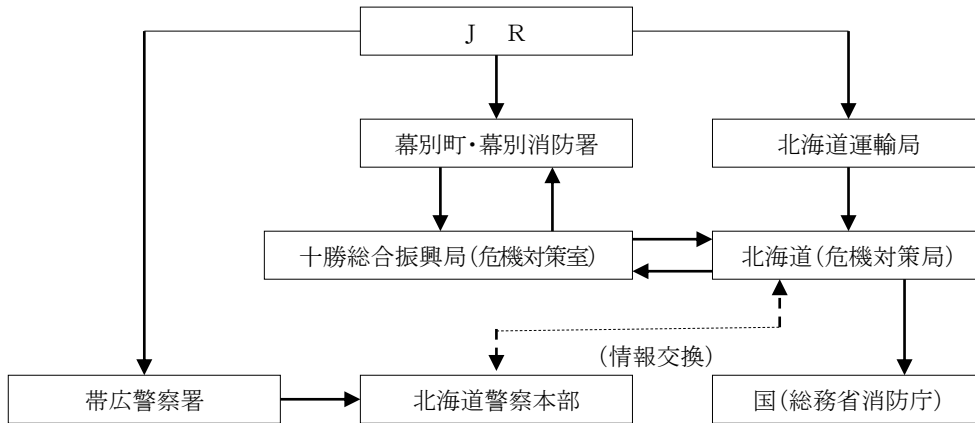 J R
幕別町・幕別消防署
北海道運輸局
十勝総合振興局(危機対策室)
北海道(危機対策局)
(情報交換)
帯広警察署
北海道警察本部
国(総務省消防庁)